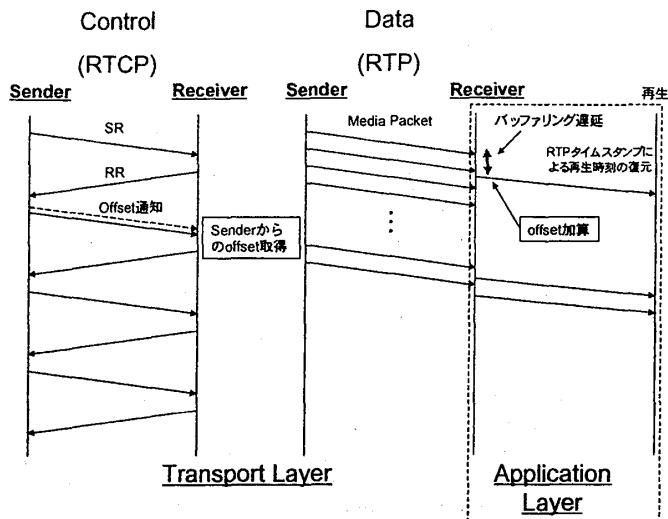 Control
(RTCP)
Data
(RTP)
Sender
Receiver
Sender
Receiver
再生
SR
RR
Offset通知
Senderから
のoffset取得
Media Packet
バッファリング遅延
RTPタイムスタンプに
よる再生時刻の復元
offset加算
Transport Layer
Application
Layer